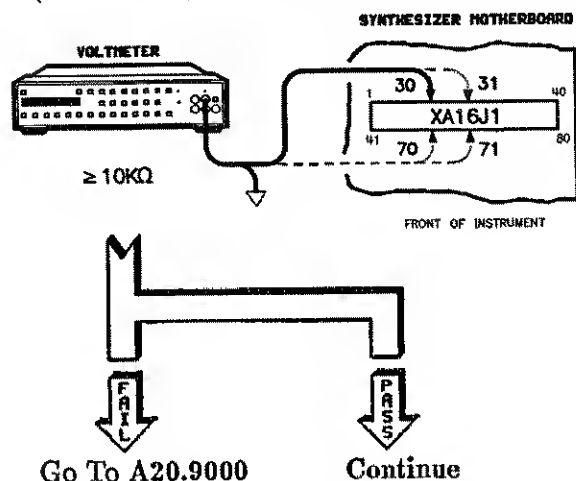 SYNTHESIZER MOTHERBOARD
VOLTMETER
30 31
1 40
XA16J1
41 80
70 71
≥ 10KΩ
FRONT OF INSTRUMENT
FAIL
PASS
Go To A20.9000
Continue